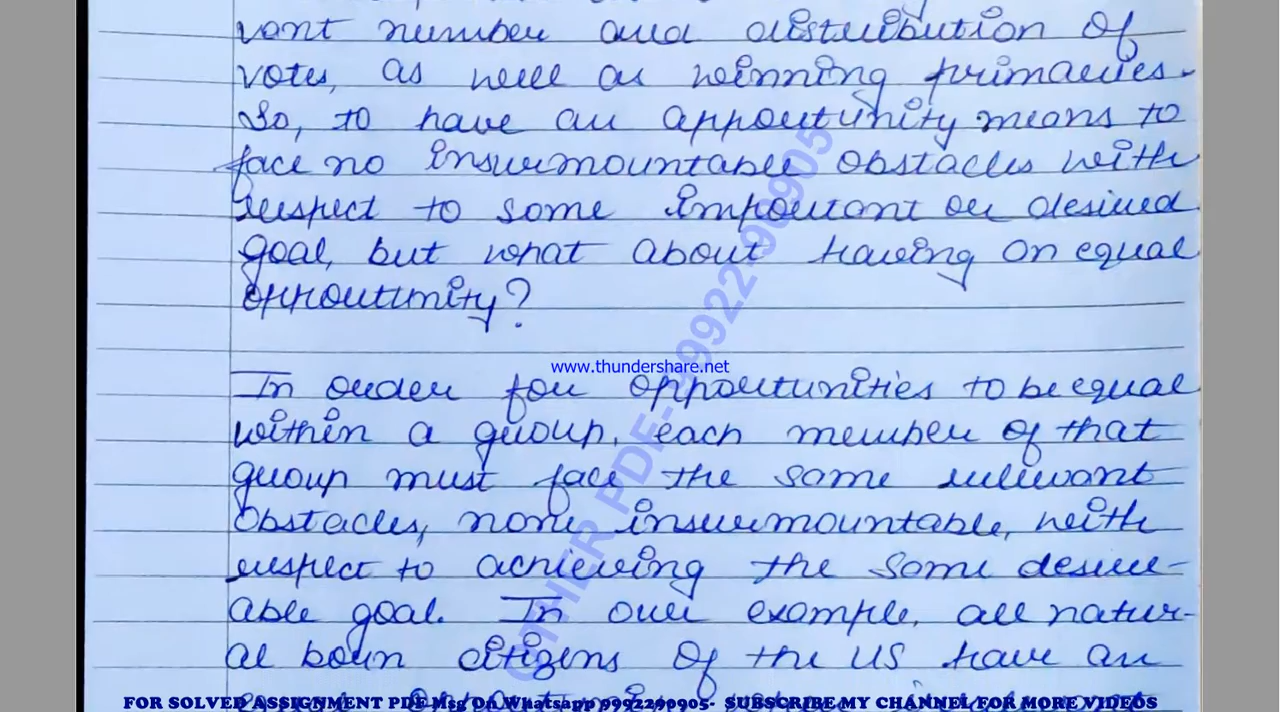 vant number and distribution of
votes, as well as winning primaries.
So, to have an opportunity means to
face no insurmountable obstacles with
respect to some important or desired
goal, but what about having an equal
opportunity?
www.thundershare.net
In order for opportunities to be equal
within a group, each member of that
group must face the same relevant
obstacles, none insurmountable, with
respect to achieving the same desire-
able goal. In our example, all natur-
al born citizens of the US have an
FOR SOLVED ASSIGNMENT PDF Msg On Whatsapp 9992290905- SUBSCRIBE MY CHANNEL FOR MORE VIDEOS